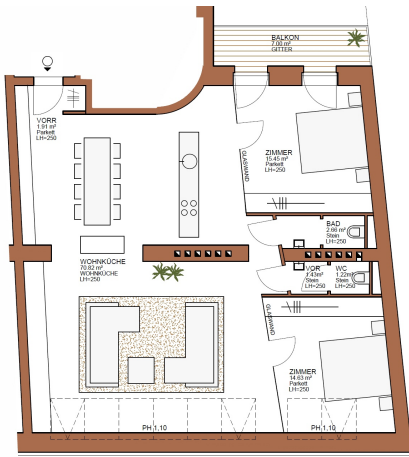 BALKON
7.00 m²
GITTER
VORR
1.91 m²
Parkett
LH=250
ZIMMER
15.45 m²
Parkett
LH=250
GLASWAND
BAD
2.66 m²
Stein
LH=250
WOHNKÜCHE
70.82 m²
WOHNKÜCHE
LH=250
VOR
1.43m²
Stein
LH=250
WC
1.22m²
Stein
LH=250
GLASWAND
ZIMMER
14.63 m²
Parkett
LH=250
PH 1,10
PH 1,10